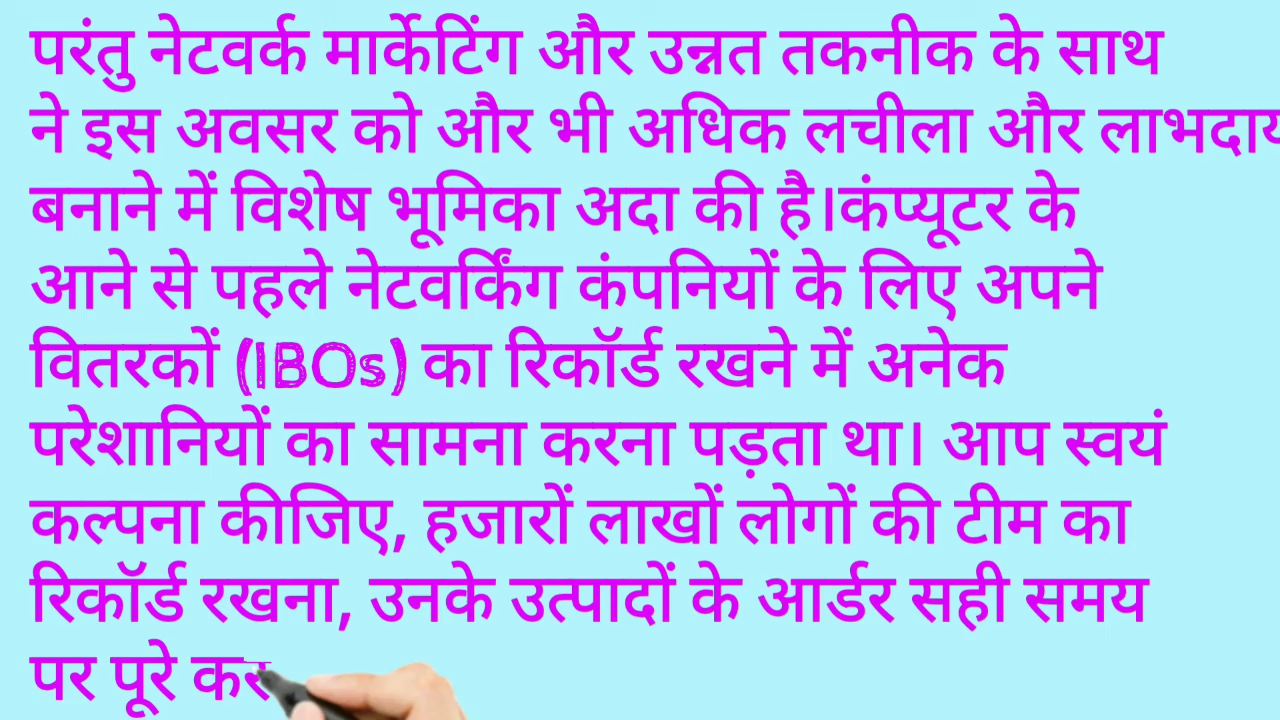 परंतु नेटवर्क मार्केटिंग और उन्नत तकनीक के साथ
ने इस अवसर को और भी अधिक लचीला और
बनाने में विशेष भूमिका अदा की है।कंप्यूटर के
आने से पहले नेटवर्किंग कंपनियों के लिए अपने
वितरकों (IBOs) का रिकॉर्ड रखने में अनेक
परेशानियों का सामना करना पड़ता था। आप स्वयं
कल्पना कीजिए, हजारों लाखों लोगों की टीम का
रिकॉर्ड रखना, उनके उत्पादों के आर्डर सही समय
पर पूरे